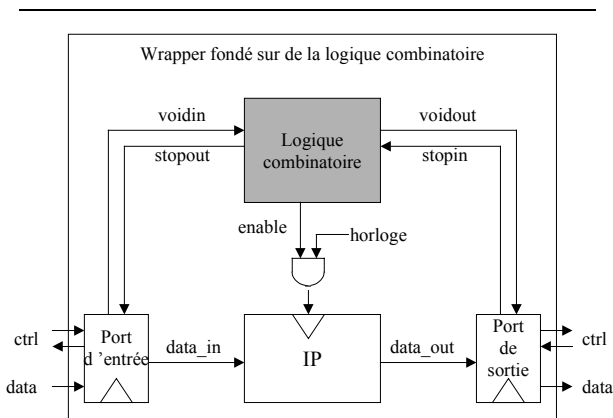 Wrapper fondé sur de la logique combinatoire
voidin
voidout
Logique
combinatoire
stopout
stopin
enable
horloge
ctrl
Port
d ’entrée
data_in
IP
data_out
Port
de
sortie
ctrl
data
data